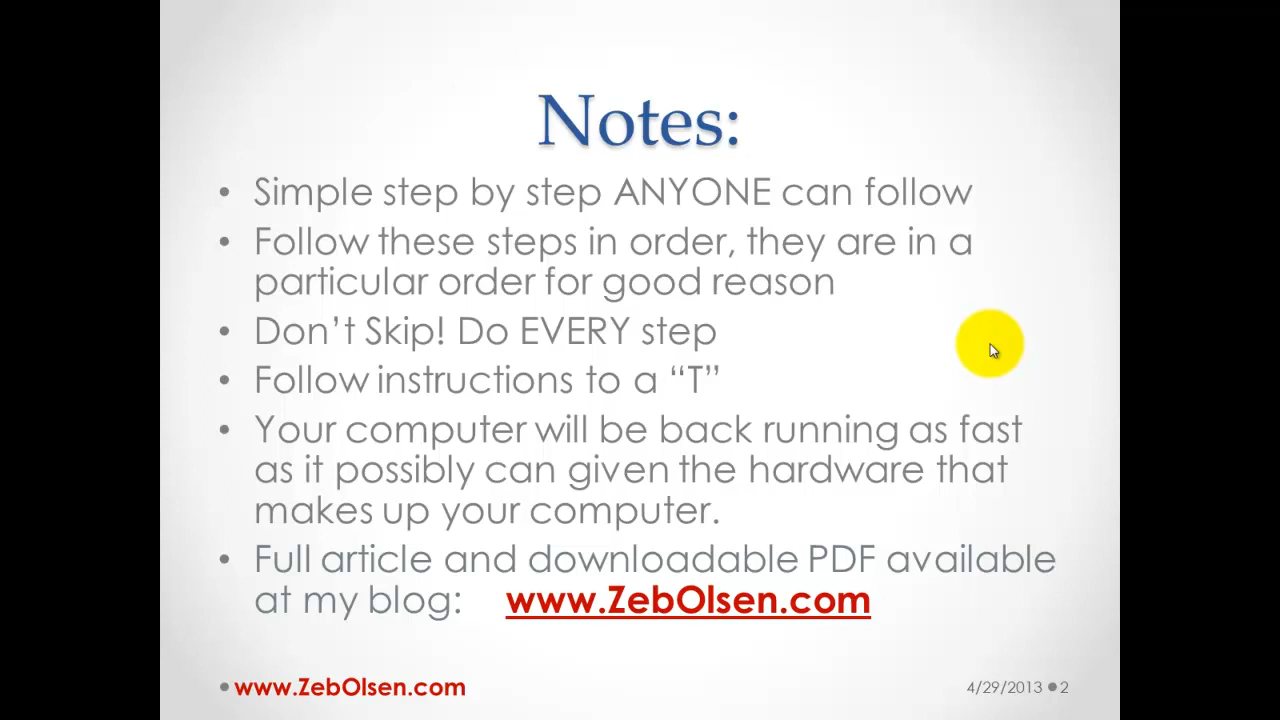 Notes:
• Simple step by step ANYONE can follow
• Follow these steps in order, they are in a
particular order for good reason
• Don’t Skip! Do EVERY step
• Follow instructions to a “T”
• Your computer will be back running as fast
as it possibly can given the hardware that
makes up your computer.
• Full article and downloadable PDF available
at my blog: www.ZebOlsen.com
• www.ZebOlsen.com
4/29/2013 • 2